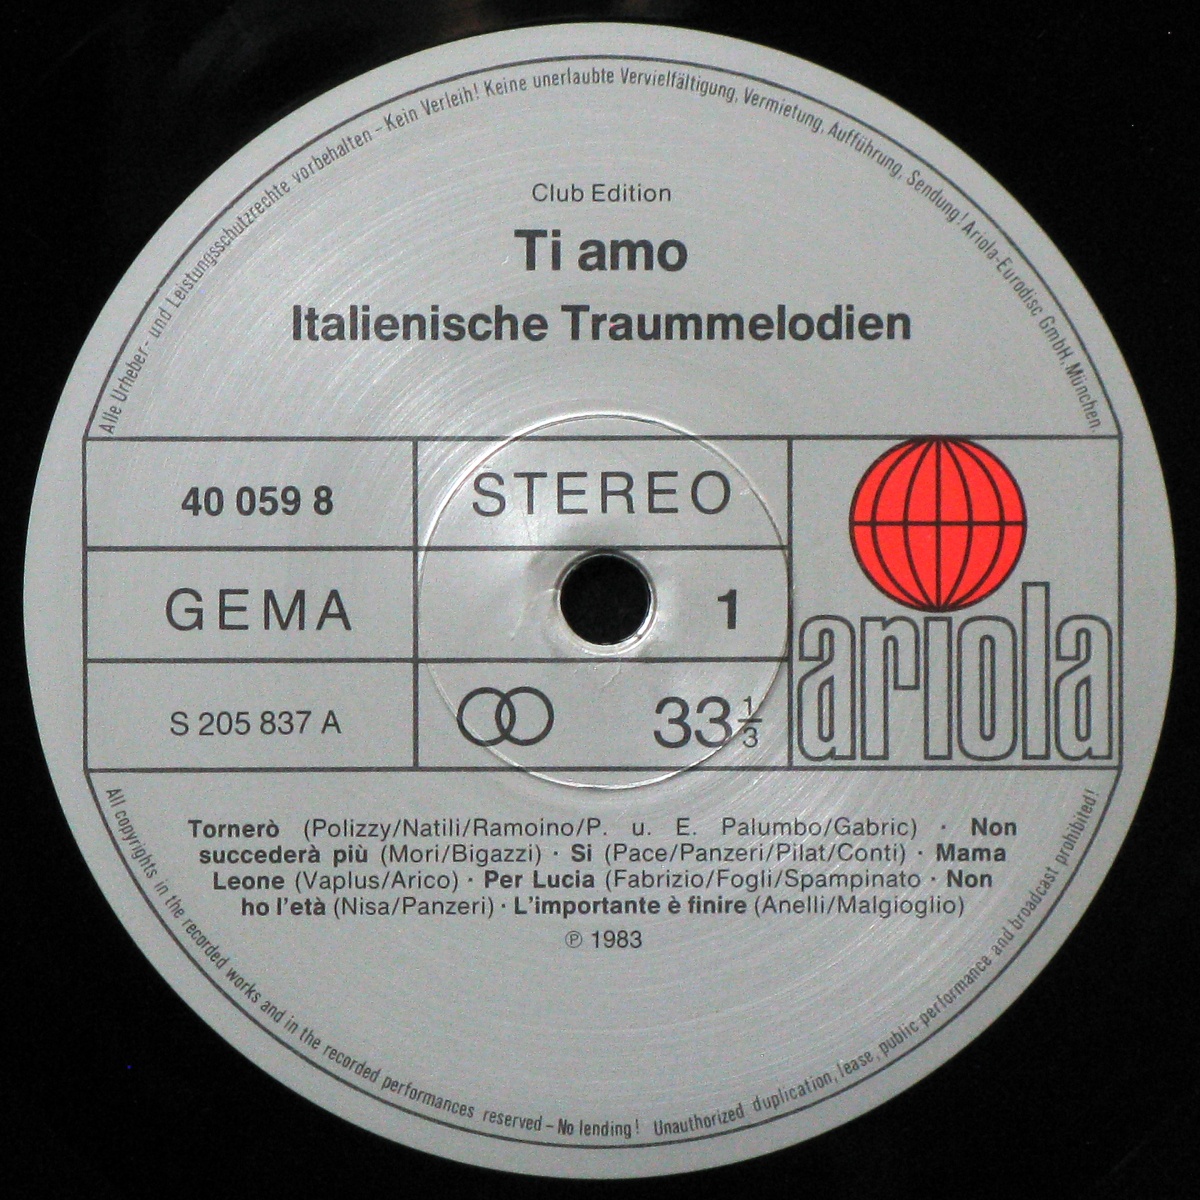 Alle Urheber- und Leistungsschutzrechte vorbehalten – Kein Verleih! Keine unerlaubte Vervielfältigung, Vermietung, Aufführung, Sendung! Ariola-Eurodisc GmbH, München.
Club Edition
Ti amo
Italienische Traummelodien
40 059 8
STEREO
GEMA
1
S 205 837 A
33 1/3
ariola
Tornerò (Polizzy/Natili/Ramoino/P. u. E. Palumbo/Gabric) · Non
succederà più (Mori/Bigazzi) · Si (Pace/Panzeri/Pilat/Conti) · Mama
Leone (Vaplus/Arico) · Per Lucia (Fabrizio/Fogli/Spampinato · Non
ho l'età (Nisa/Panzeri) · L'importante è finire (Anelli/Malgioglio)
℗ 1983
All copyrights in the recorded works and in the recorded performances reserved – No lending! Unauthorized duplication, lease, public performance and broadcast prohibited!